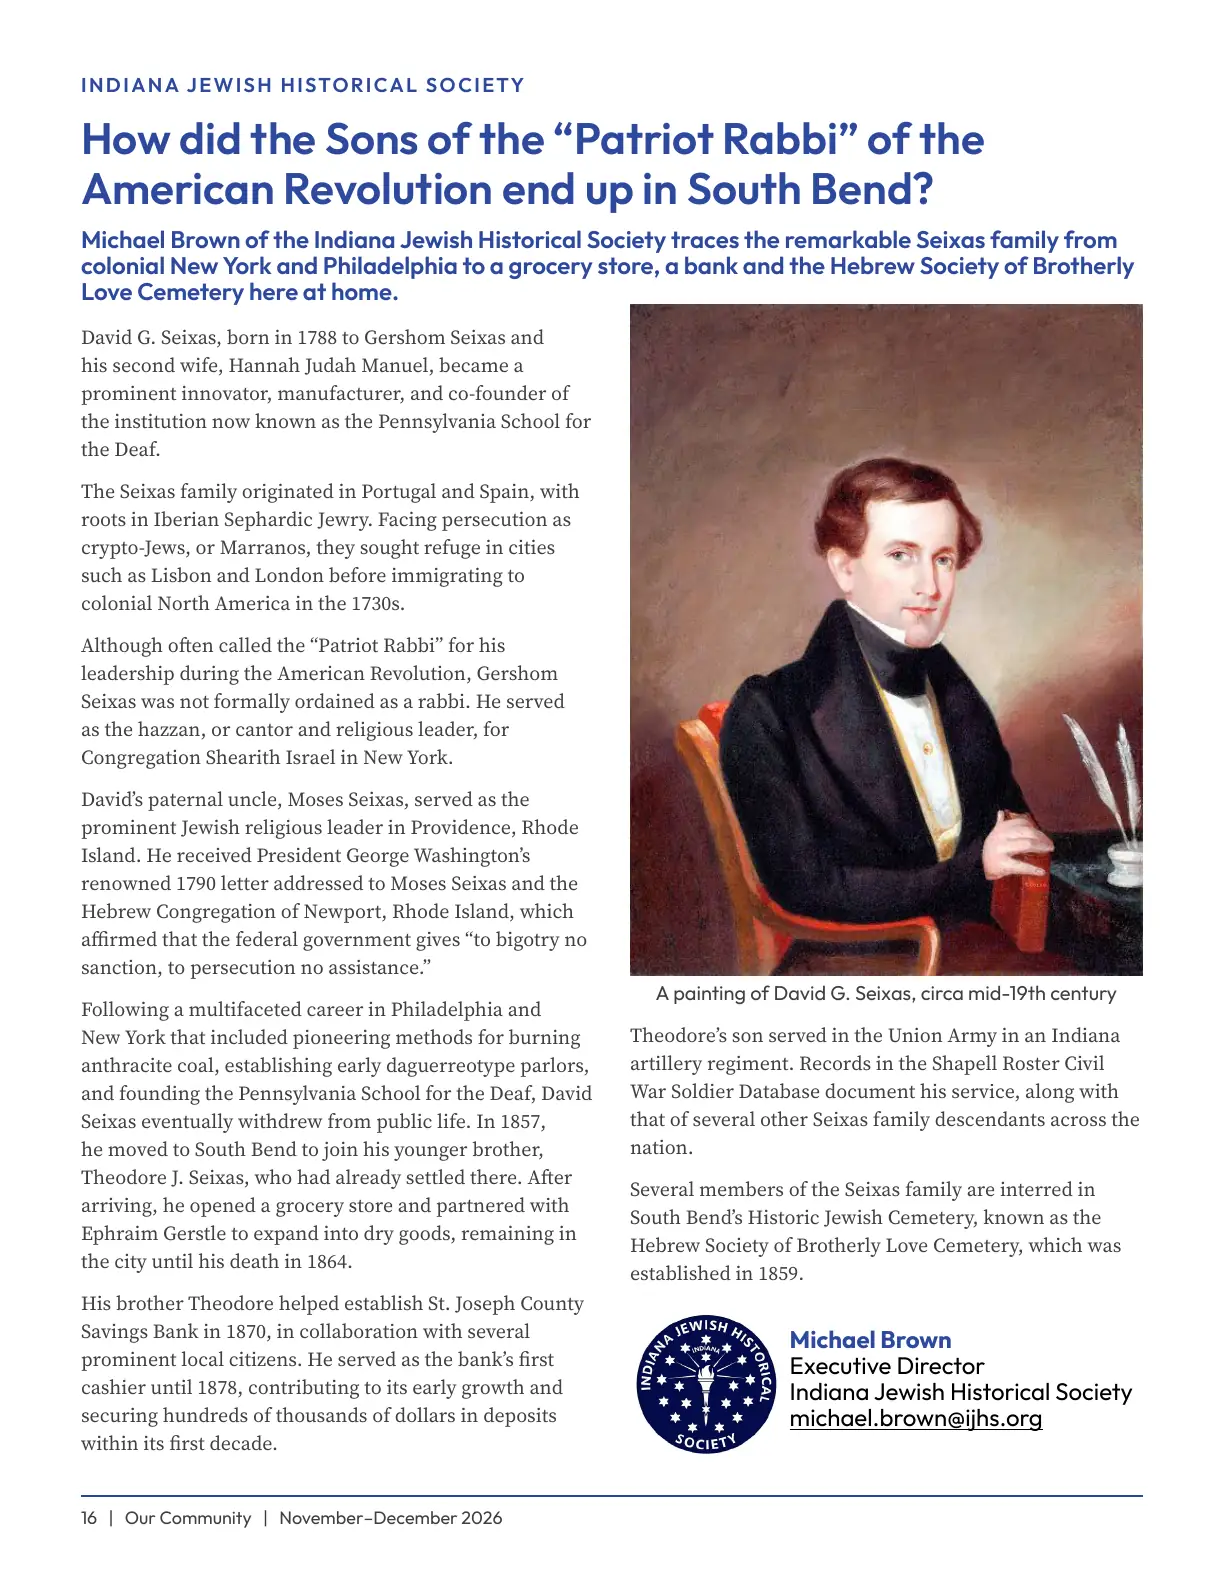 INDIANA JEWISH HISTORICAL SOCIETY
How did the Sons of the “Patriot Rabbi” of the
American Revolution end up in South Bend?
Michael Brown of the Indiana Jewish Historical Society traces the remarkable Seixas family from
colonial New York and Philadelphia to a grocery store, a bank and the Hebrew Society of Brotherly
Love Cemetery here at home.
David G. Seixas, born in 1788 to Gershom Seixas and
his second wife, Hannah Judah Manuel, became a
prominent innovator, manufacturer, and co-founder of
the institution now known as the Pennsylvania School for
the Deaf.
The Seixas family originated in Portugal and Spain, with
roots in Iberian Sephardic Jewry. Facing persecution as
crypto-Jews, or Marranos, they sought refuge in cities
such as Lisbon and London before immigrating to
colonial North America in the 1730s.
Although often called the “Patriot Rabbi” for his
leadership during the American Revolution, Gershom
Seixas was not formally ordained as a rabbi. He served
as the hazzan, or cantor and religious leader, for
Congregation Shearith Israel in New York.
David’s paternal uncle, Moses Seixas, served as the
prominent Jewish religious leader in Providence, Rhode
Island. He received President George Washington’s
renowned 1790 letter addressed to Moses Seixas and the
Hebrew Congregation of Newport, Rhode Island, which
affirmed that the federal government gives “to bigotry no
sanction, to persecution no assistance.”
Following a multifaceted career in Philadelphia and
New York that included pioneering methods for burning
anthracite coal, establishing early daguerreotype parlors,
and founding the Pennsylvania School for the Deaf, David
Seixas eventually withdrew from public life. In 1857,
he moved to South Bend to join his younger brother,
Theodore J. Seixas, who had already settled there. After
arriving, he opened a grocery store and partnered with
Ephraim Gerstle to expand into dry goods, remaining in
the city until his death in 1864.
His brother Theodore helped establish St. Joseph County
Savings Bank in 1870, in collaboration with several
prominent local citizens. He served as the bank’s first
cashier until 1878, contributing to its early growth and
securing hundreds of thousands of dollars in deposits
within its first decade.
A painting of David G. Seixas, circa mid-19th century
Theodore’s son served in the Union Army in an Indiana
artillery regiment. Records in the Shapell Roster Civil
War Soldier Database document his service, along with
that of several other Seixas family descendants across the
nation.
Several members of the Seixas family are interred in
South Bend’s Historic Jewish Cemetery, known as the
Hebrew Society of Brotherly Love Cemetery, which was
established in 1859.
INDIANA JEWISH HISTORICAL
INDIANA
SOCIETY
Michael Brown
Executive Director
Indiana Jewish Historical Society
michael.brown@ijhs.org
16 | Our Community | November–December 2026